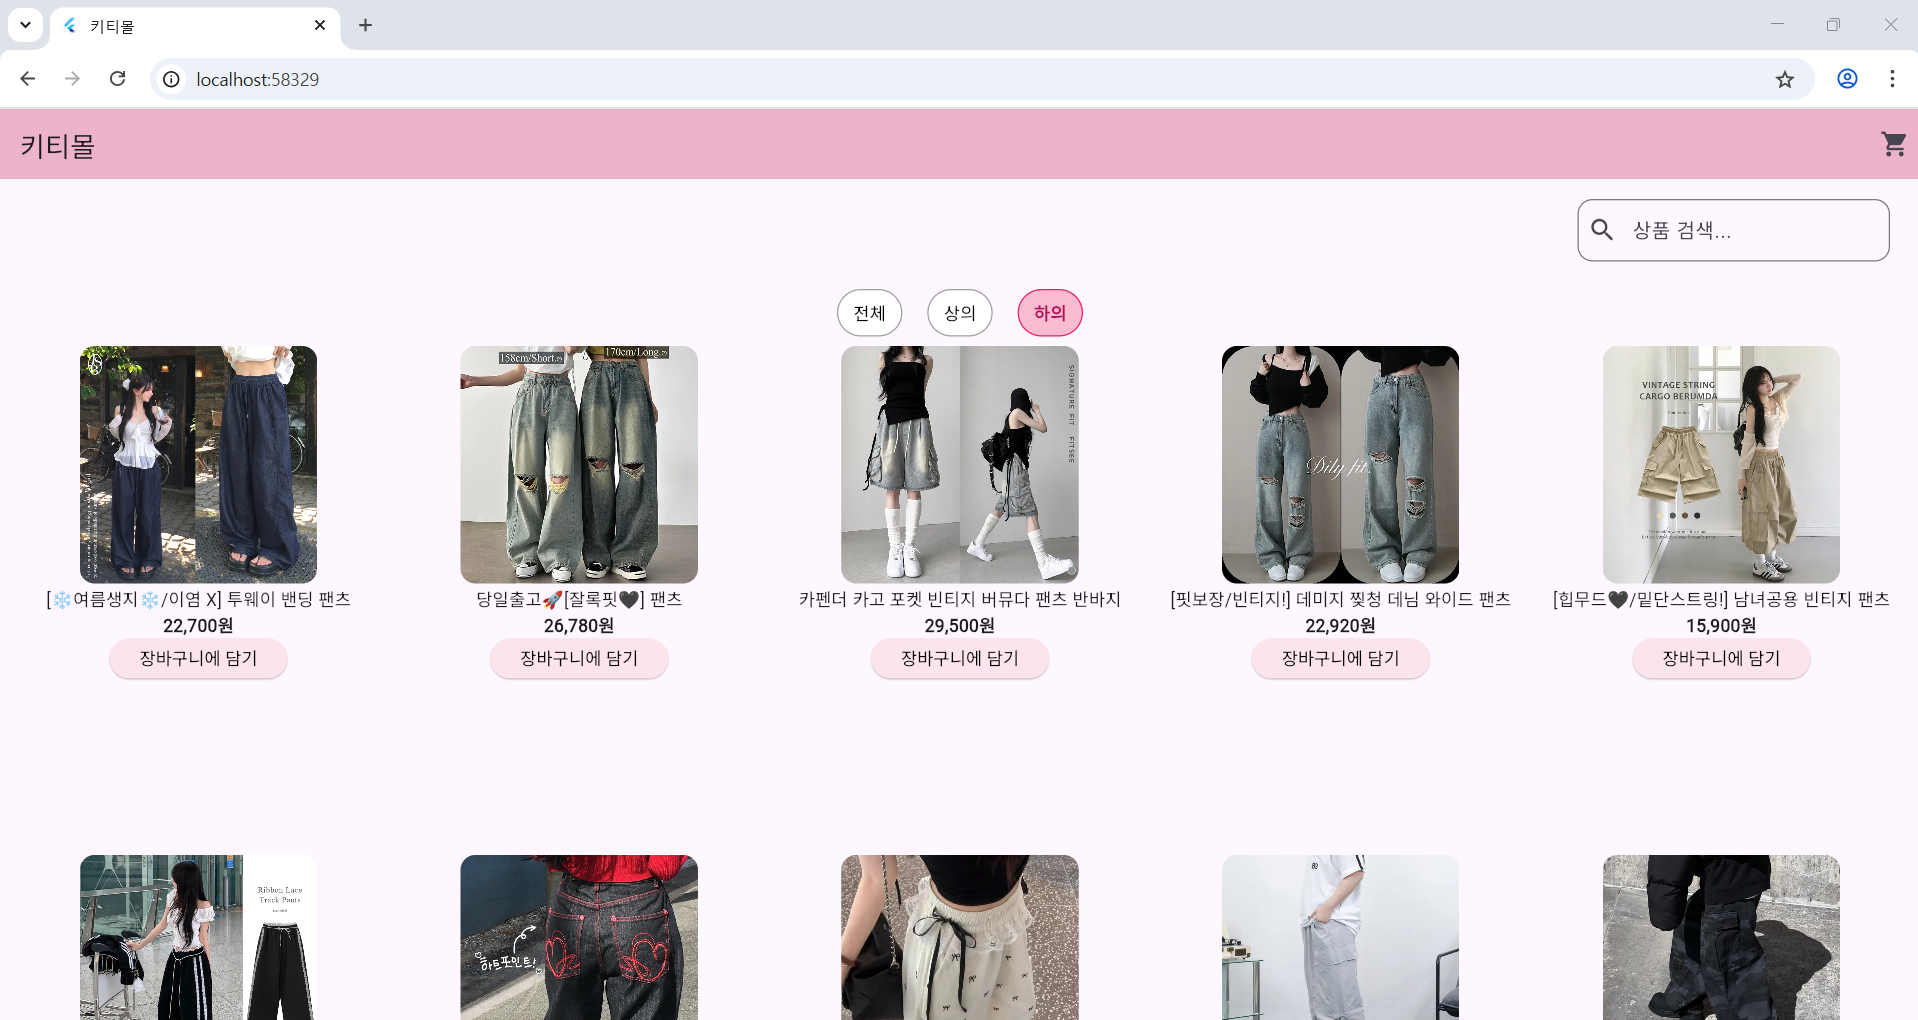 키티몰
localhost:58329
키티몰
상품 검색...
전체
상의
하의
158cm/Short.ෆ
170cm/Long.ෆ
SIGNATURE FIT FITSEE
Dily fit.
VINTAGE STRING
CARGO BERUMDA
[❄️여름생지❄️/이염 X] 투웨이 밴딩 팬츠
22,700원
장바구니에 담기
당일출고🚀[잘록핏🖤] 팬츠
26,780원
장바구니에 담기
카펜더 카고 포켓 빈티지 버뮤다 팬츠 반바지
29,500원
장바구니에 담기
[핏보장/빈티지!] 데미지 찢청 데님 와이드 팬츠
22,920원
장바구니에 담기
[힙무드🖤/밑단스트링!] 남녀공용 빈티지 팬츠
15,900원
장바구니에 담기
Ribbon Lace
Track Pants
하트포인트!